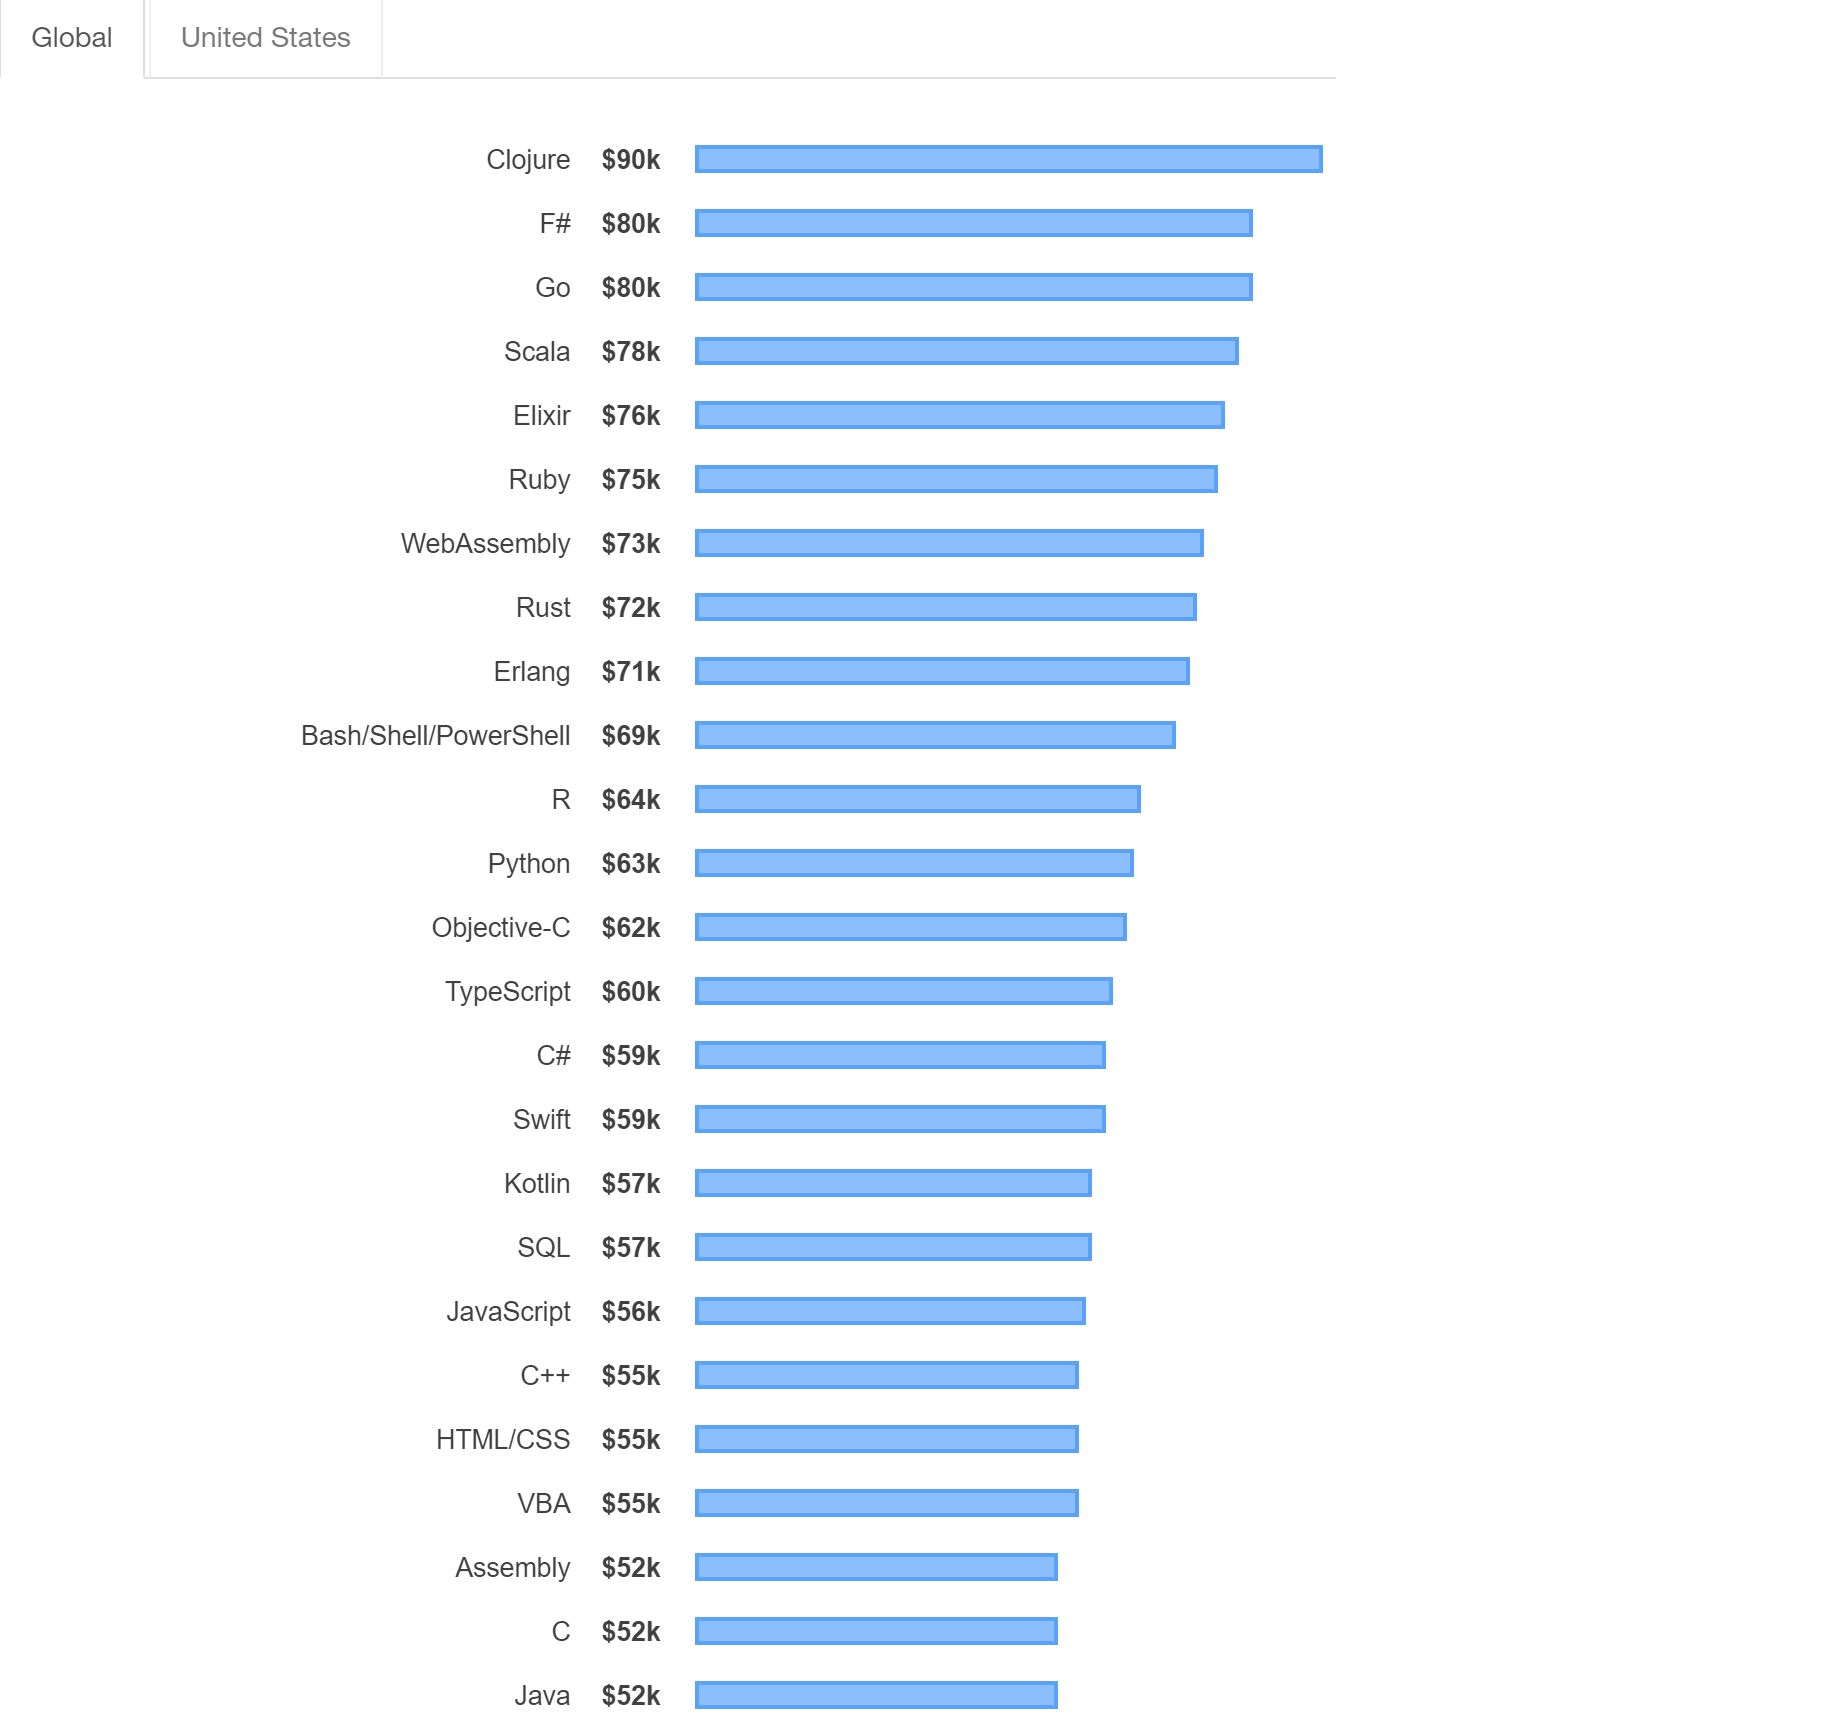 Global United States
Clojure $90k
F# $80k
Go $80k
Scala $78k
Elixir $76k
Ruby $75k
WebAssembly $73k
Rust $72k
Erlang $71k
Bash/Shell/PowerShell $69k
R $64k
Python $63k
Objective-C $62k
TypeScript $60k
C# $59k
Swift $59k
Kotlin $57k
SQL $57k
JavaScript $56k
C++ $55k
HTML/CSS $55k
VBA $55k
Assembly $52k
C $52k
Java $52k